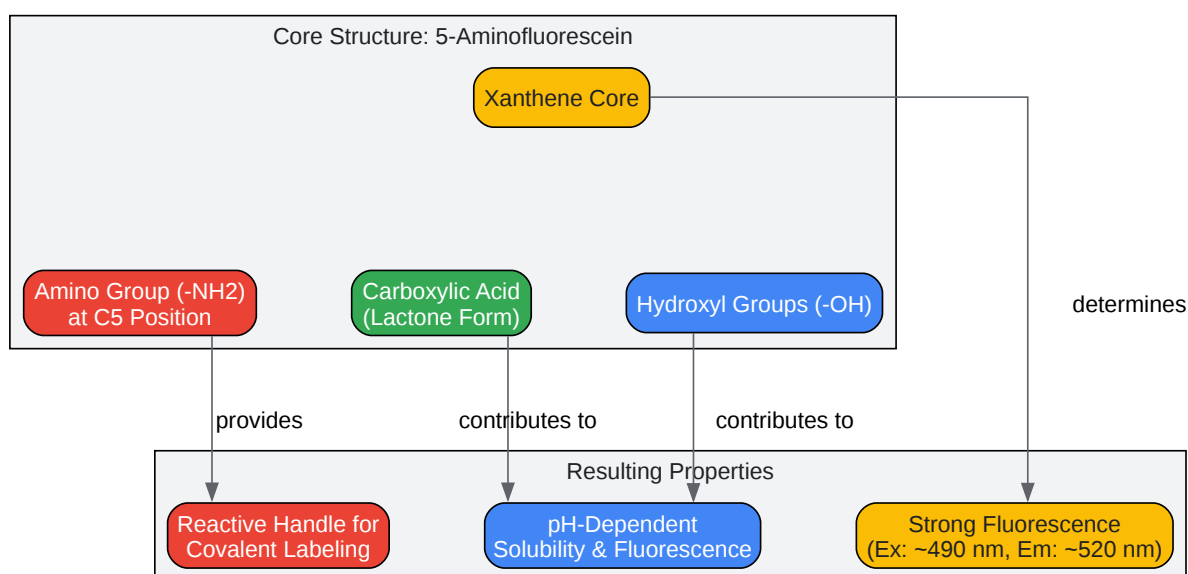 Core Structure: 5-Aminofluorescein
Xanthene Core
Amino Group (-NH2)
at C5 Position
Carboxylic Acid
(Lactone Form)
Hydroxyl Groups (-OH)
determines
provides
contributes to
contributes to
Resulting Properties
Reactive Handle for
Covalent Labeling
pH-Dependent
Solubility & Fluorescence
Strong Fluorescence
(Ex: ~490 nm, Em: ~520 nm)